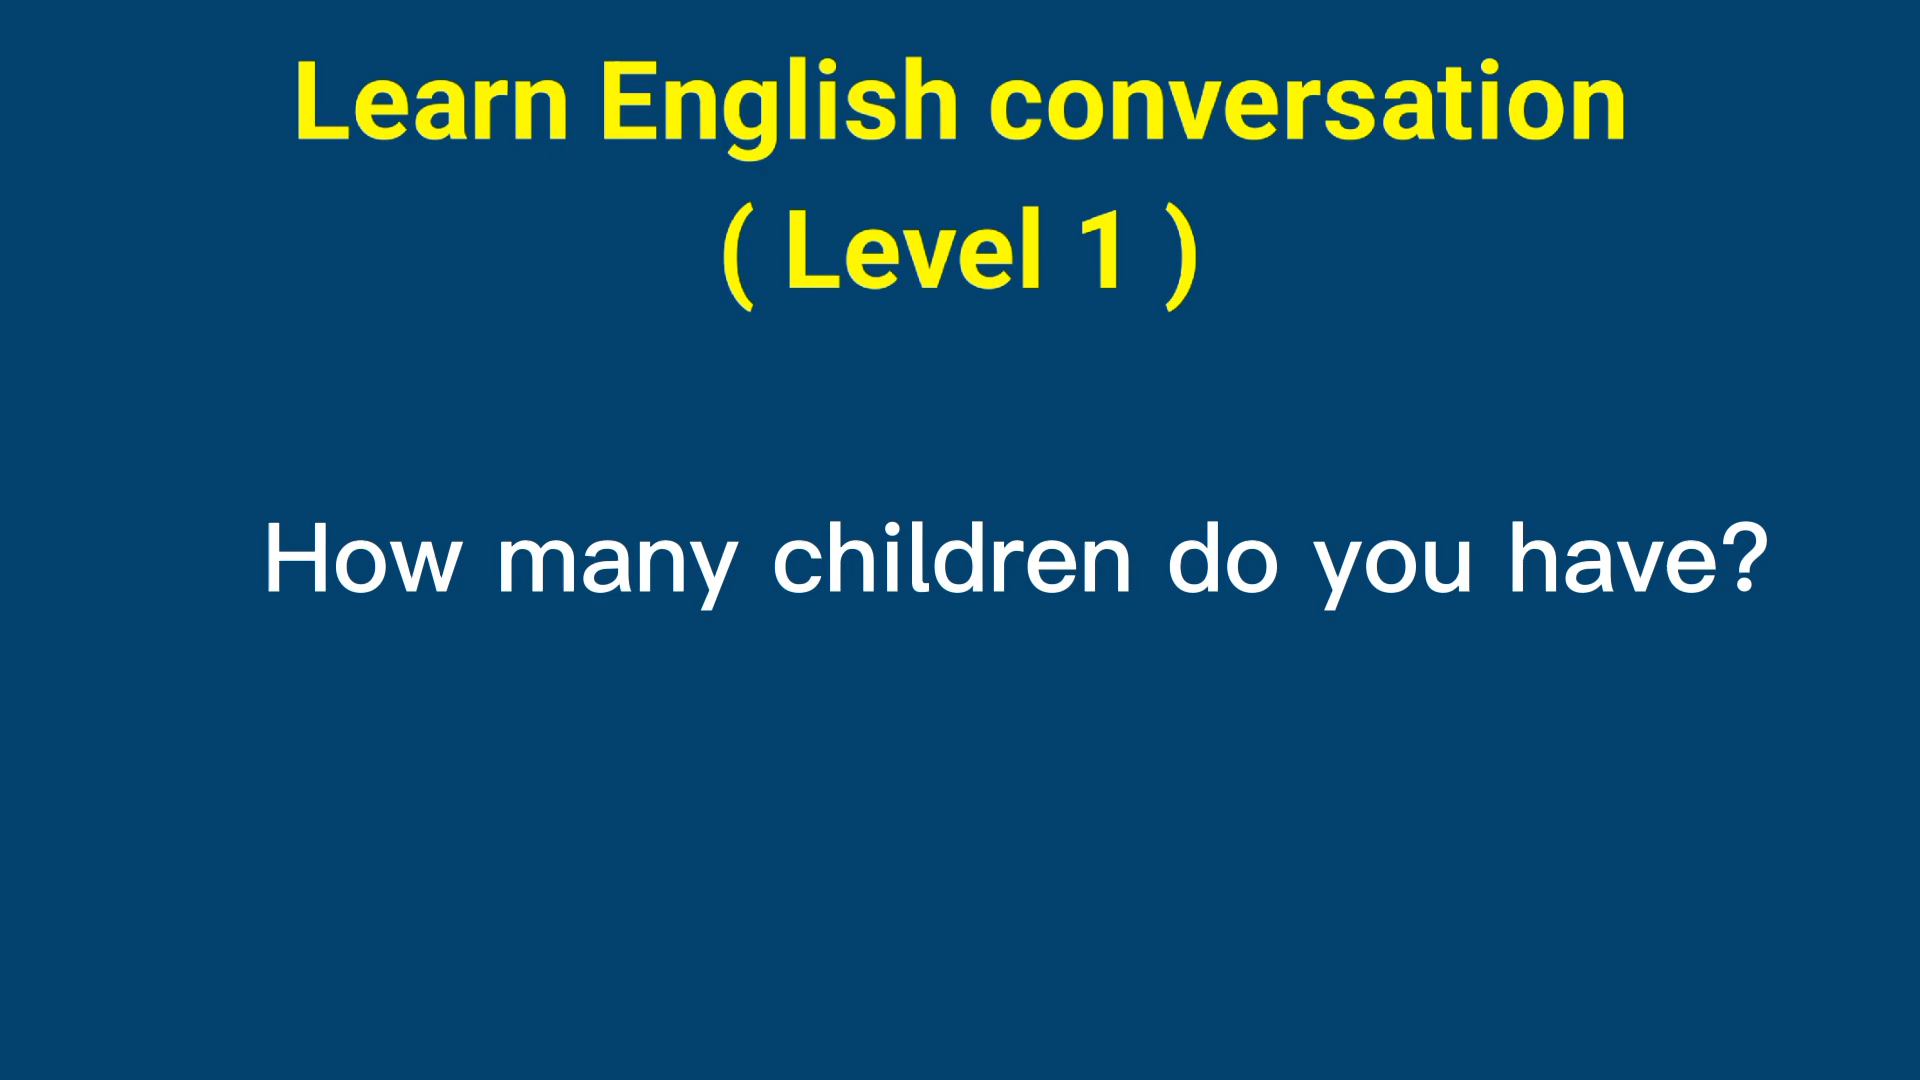 Learn English conversation
( Level 1 )
How many children do you have?